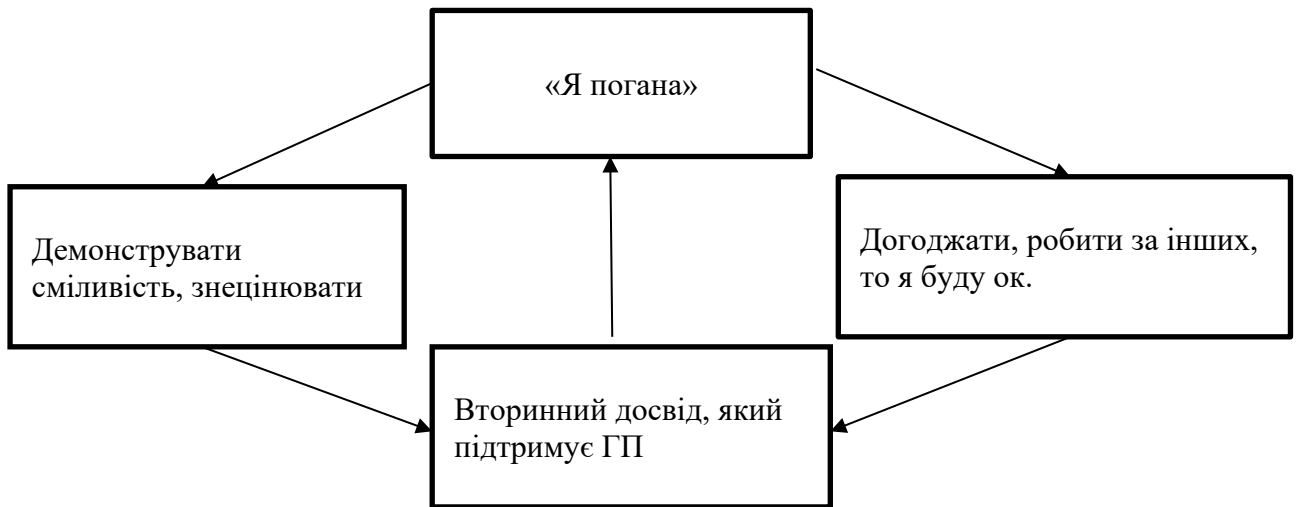 «Я погана»
Демонструвати
сміливість, знецінювати
Догоджати, робити за інших,
то я буду ок.
Вторинний досвід, який
підтримує ГП